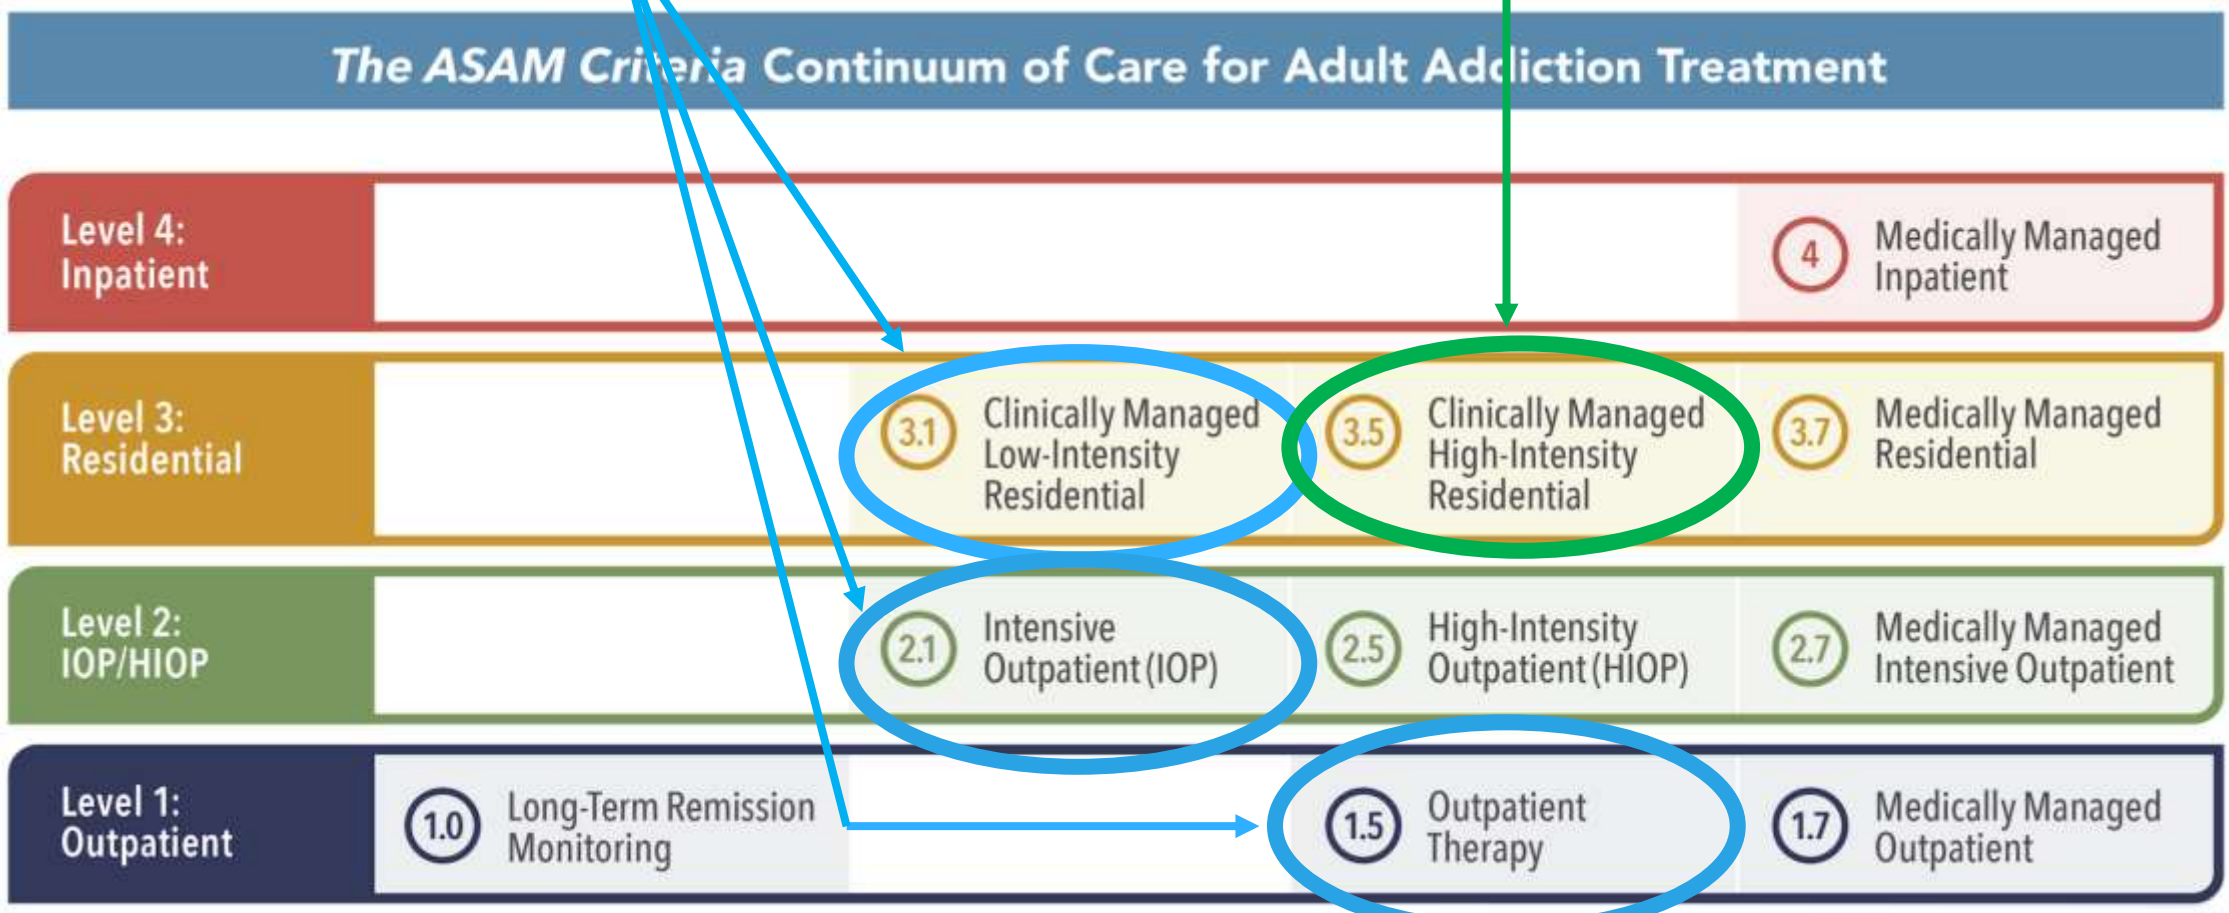 The ASAM Criteria Continuum of Care for Adult Addiction Treatment
Level 4:
Inpatient
4
Medically Managed
Inpatient
Level 3:
Residential
3.1
Clinically Managed
Low-Intensity
Residential
3.5
Clinically Managed
High-Intensity
Residential
3.7
Medically Managed
Residential
Level 2:
IOP/HIOP
2.1
Intensive
Outpatient (IOP)
2.5
High-Intensity
Outpatient (HIOP)
2.7
Medically Managed
Intensive Outpatient
Level 1:
Outpatient
1.0
Long-Term Remission
Monitoring
1.5
Outpatient
Therapy
1.7
Medically Managed
Outpatient